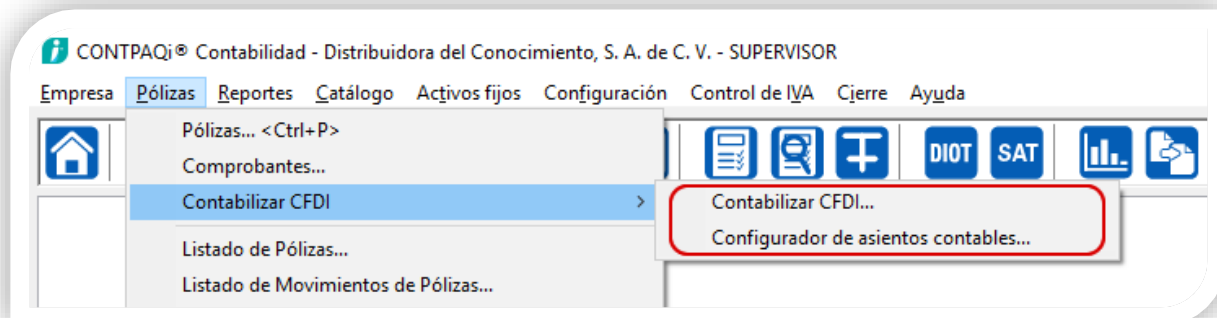 CONTPAQi® Contabilidad - Distribuidora del Conocimiento, S. A. de C. V. - SUPERVISOR
Empresa Pólizas Reportes Catálogo Activos fijos Configuración Control de IVA Cierre Ayuda
Pólizas... <Ctrl+P>
DIOT SAT
Comprobantes...
Contabilizar CFDI >
Contabilizar CFDI...
Configurador de asientos contables...
Listado de Pólizas...
Listado de Movimientos de Pólizas...